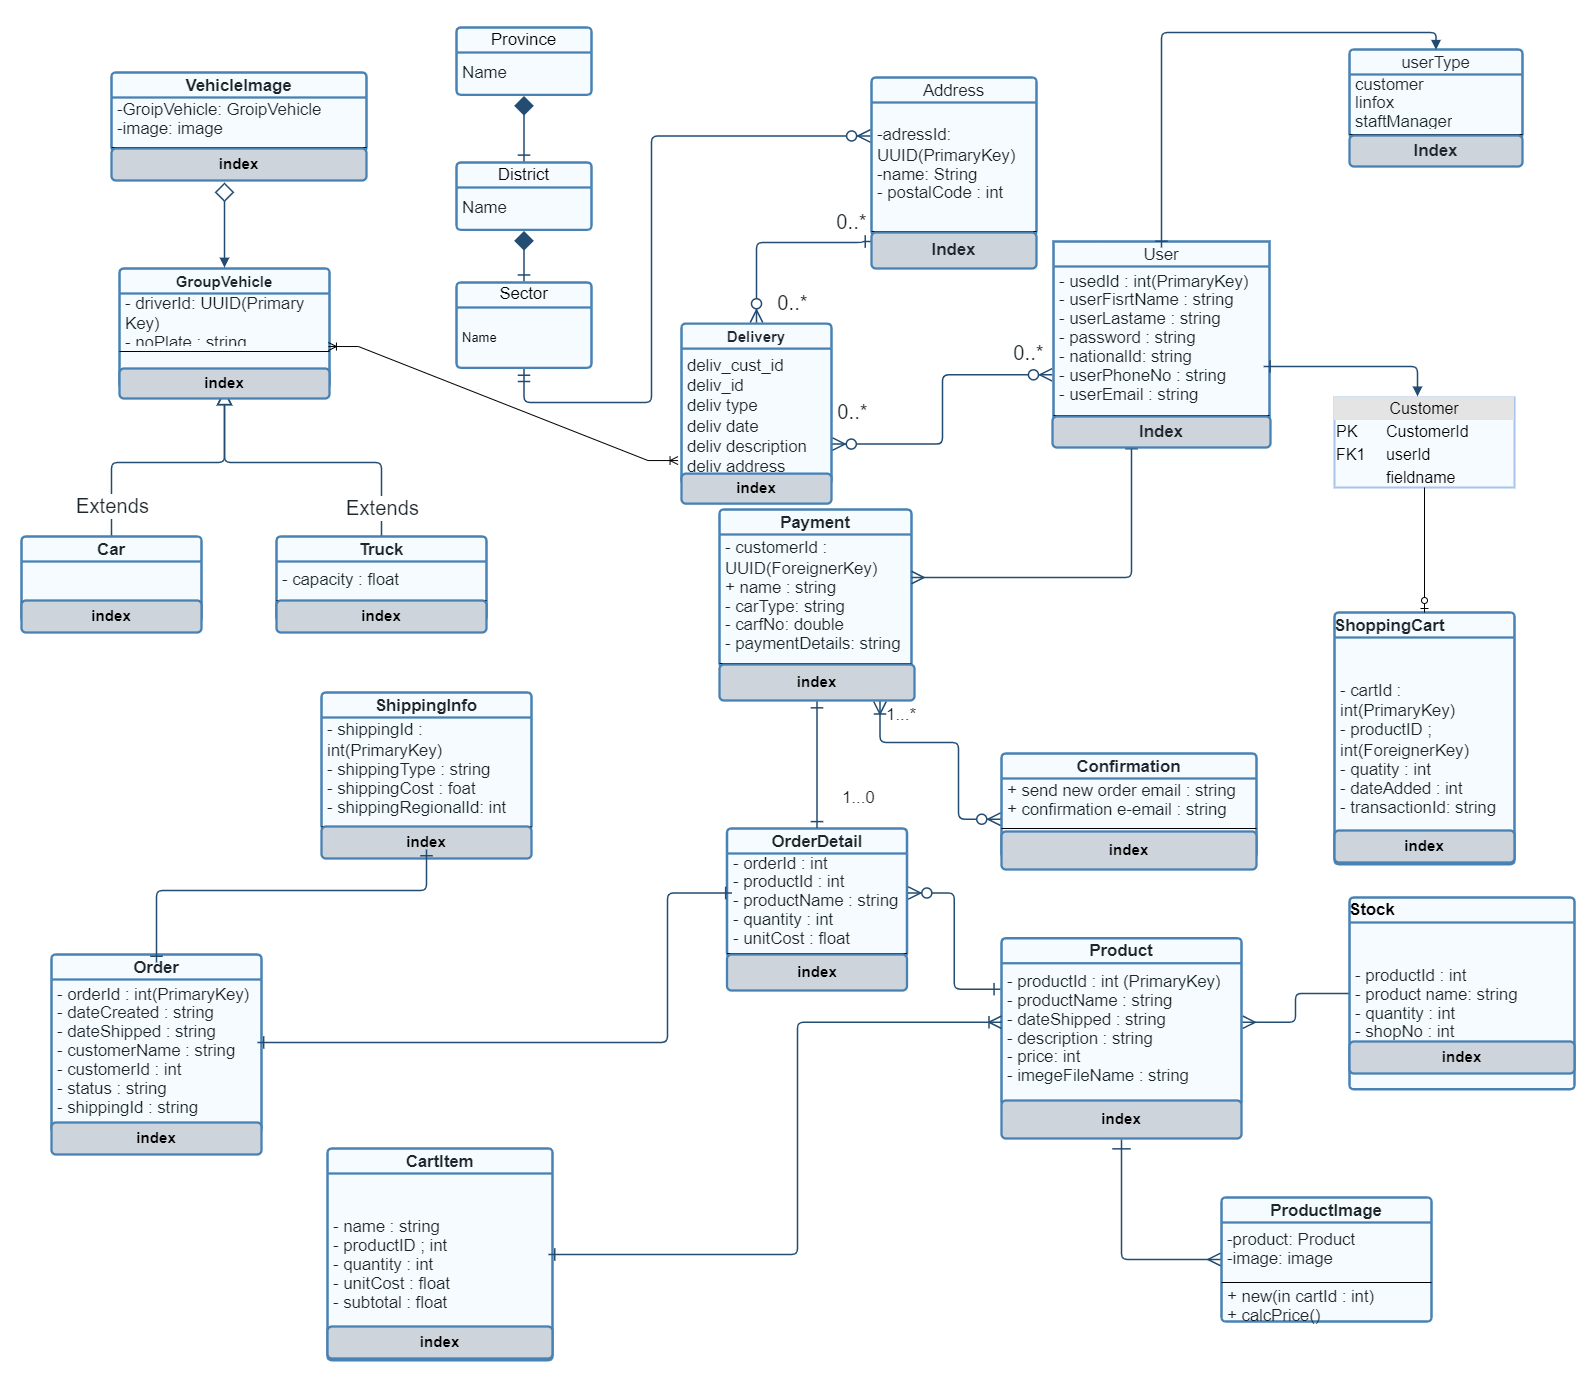 Province
Name
District
Name
Sector
Name
VehicleImage
-GroipVehicle: GroipVehicle
-image: image
index
GroupVehicle
- driverId: UUID(Primary
Key)
- noPlate : string
index
Extends
Extends
Car
index
Truck
- capacity : float
index
Address
-adressId:
UUID(PrimaryKey)
-name: String
- postalCode : int
Index
0..*
0..*
userType
customer
linfox
staftManager
Index
User
- usedId : int(PrimaryKey)
- userFisrtName : string
- userLastame : string
- password : string
- nationalId: string
- userPhoneNo : string
- userEmail : string
Index
0..*
0..*
Delivery
deliv_cust_id
deliv_id
deliv type
deliv date
deliv description
deliv address
index
Customer
PK CustomerId
FK1 userId
fieldname
Payment
- customerId :
UUID(ForeignerKey)
+ name : string
- carType: string
- carfNo: double
- paymentDetails: string
index
1...*
1...0
ShoppingCart
- cartId :
int(PrimaryKey)
- productID ;
int(ForeignerKey)
- quatity : int
- dateAdded : int
- transactionId: string
index
ShippingInfo
- shippingId :
int(PrimaryKey)
- shippingType : string
- shippingCost : foat
- shippingRegionalId: int
index
Confirmation
+ send new order email : string
+ confirmation e-email : string
index
OrderDetail
- orderId : int
- productId : int
- productName : string
- quantity : int
- unitCost : float
index
Order
- orderId : int(PrimaryKey)
- dateCreated : string
- dateShipped : string
- customerName : string
- customerId : int
- status : string
- shippingId : string
index
Product
- productId : int (PrimaryKey)
- productName : string
- dateShipped : string
- description : string
- price: int
- imegeFileName : string
index
Stock
- productId : int
- product name: string
- quantity : int
- shopNo : int
index
CartItem
- name : string
- productID ; int
- quantity : int
- unitCost : float
- subtotal : float
index
ProductImage
-product: Product
-image: image
+ new(in cartId : int)
+ calcPrice()